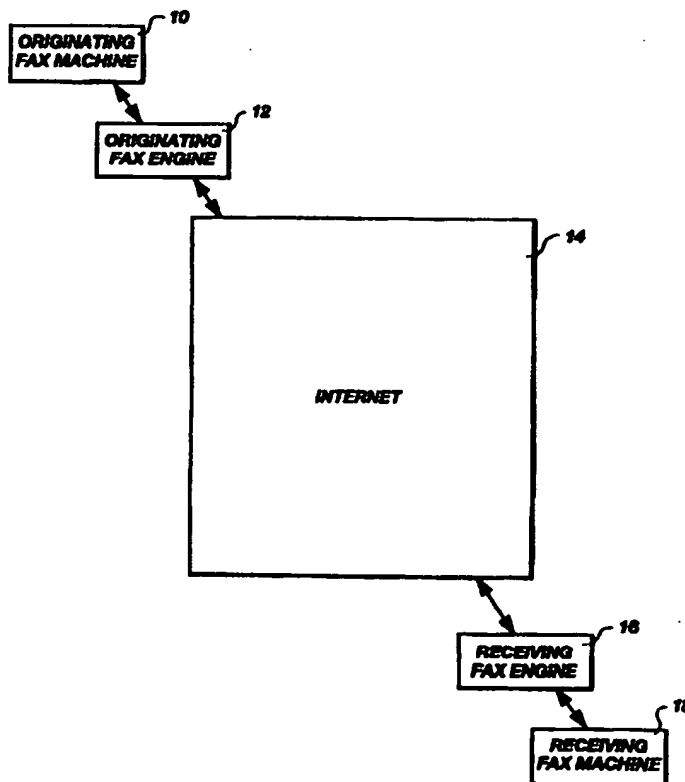 10
ORIGINATING
FAX MACHINE
12
ORIGINATING
FAX ENGINE
14
INTERNET
16
RECEIVING
FAX ENGINE
RECEIVING
FAX MACHINE